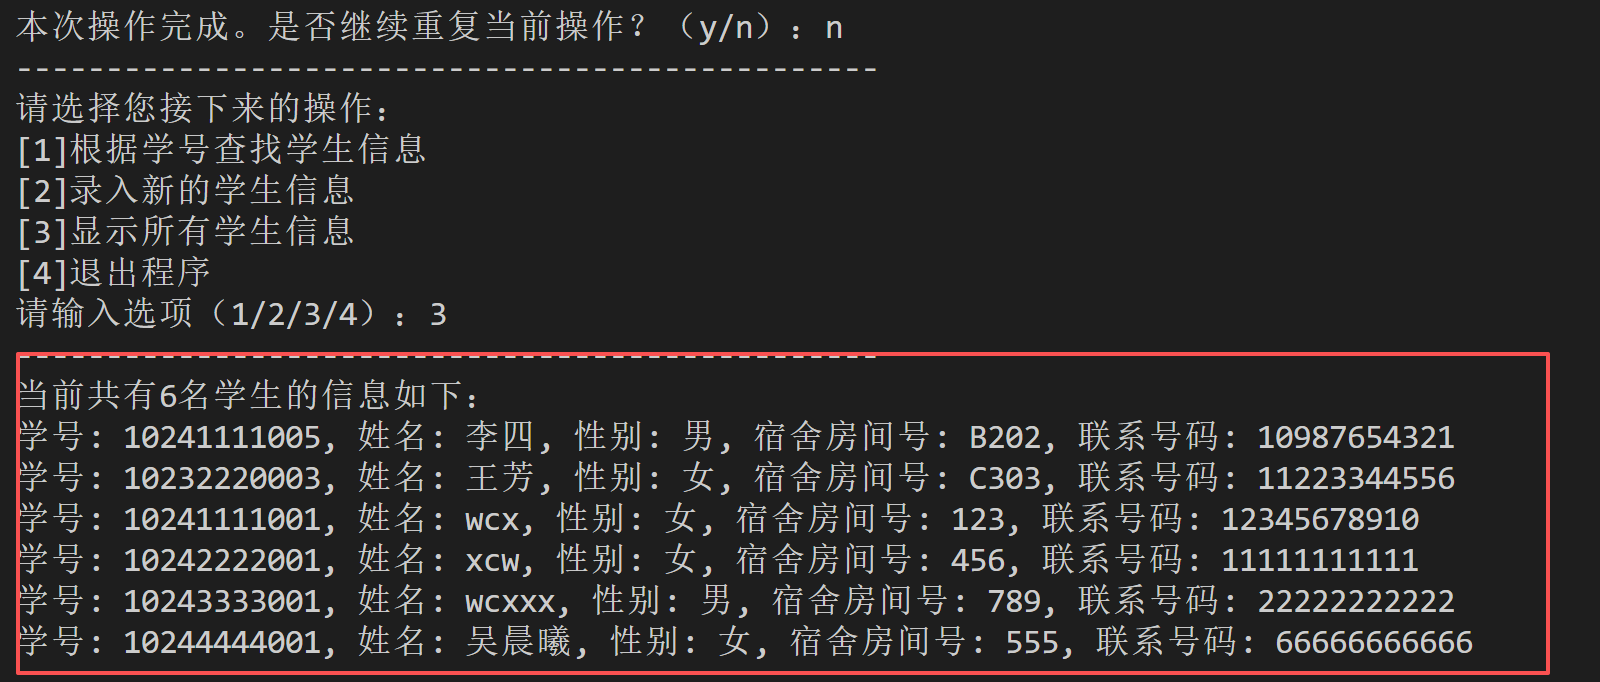 本次操作完成。是否继续重复当前操作？（y/n）：n
------------------------------------------------
请选择您接下来的操作：
[1]根据学号查找学生信息
[2]录入新的学生信息
[3]显示所有学生信息
[4]退出程序
请输入选项（1/2/3/4）：3
------------------------------------------------
当前共有6名学生的信息如下：
学号: 10241111005, 姓名: 李四, 性别: 男, 宿舍房间号: B202, 联系号码: 10987654321
学号: 10232220003, 姓名: 王芳, 性别: 女, 宿舍房间号: C303, 联系号码: 11223344556
学号: 10241111001, 姓名: wcx, 性别: 女, 宿舍房间号: 123, 联系号码: 12345678910
学号: 10242222001, 姓名: xcw, 性别: 女, 宿舍房间号: 456, 联系号码: 11111111111
学号: 10243333001, 姓名: wcxxx, 性别: 男, 宿舍房间号: 789, 联系号码: 22222222222
学号: 10244444001, 姓名: 吴晨曦, 性别: 女, 宿舍房间号: 555, 联系号码: 66666666666